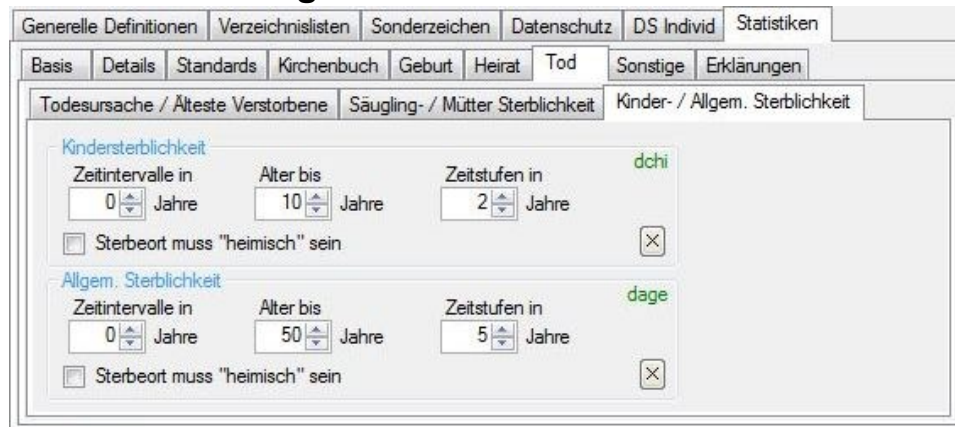 Generelle Definitionen Verzeichnislisten Sonderzeichen Datenschutz DS Individ Statistiken
Basis Details Standards Kirchenbuch Geburt Heirat Tod Sonstige Erklärungen
Todesursache / Älteste Verstorbene Säugling- / Mütter Sterblichkeit Kinder- / Allgem. Sterblichkeit
Kindersterblichkeit
dchi
Zeitintervalle in Alter bis Zeitstufen in
0 Jahre 10 Jahre 2 Jahre
Sterbeort muss "heimisch" sein
Allgem. Sterblichkeit
dage
Zeitintervalle in Alter bis Zeitstufen in
0 Jahre 50 Jahre 5 Jahre
Sterbeort muss "heimisch" sein